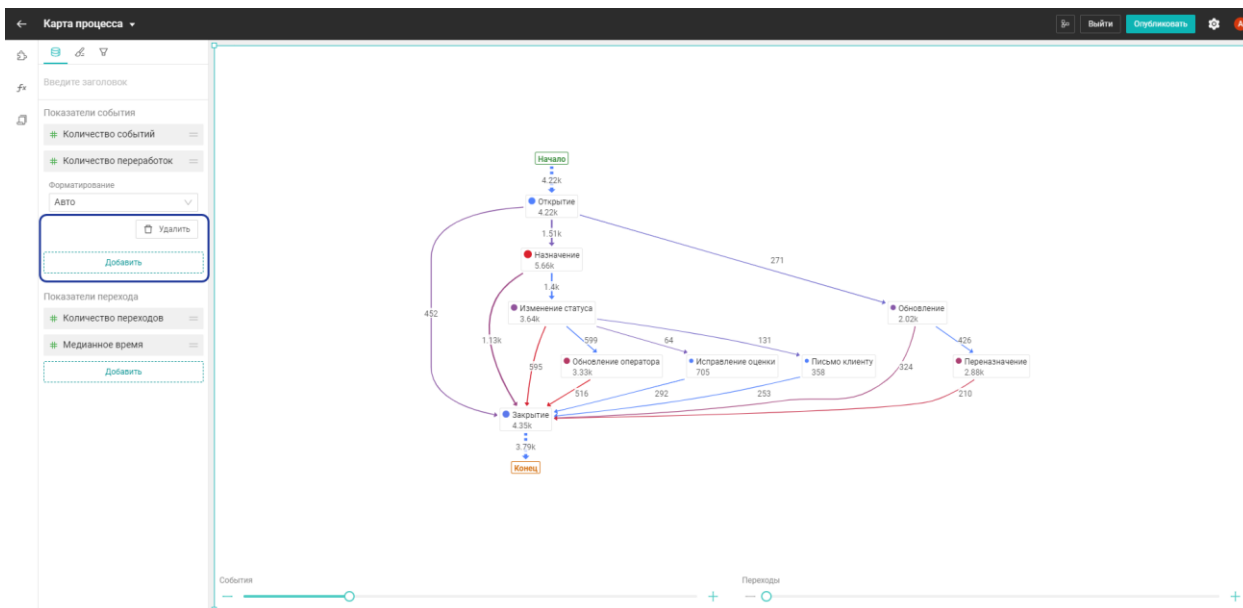 Карта процесса
Выйти
Опубликовать
Введите заголовок
Показатели события
Количество событий
Количество переработок
Форматирование
Авто
Удалить
Добавить
Показатели перехода
Количество переходов
Медианное время
Добавить
Начало
4.22k
Открытие
4.22k
1.51k
Назначение
5.66k
271
1.4k
Изменение статуса
3.64k
Обновление
2.02k
452
1.13k
599
64
131
426
Обновление оператора
3.33k
Исправление оценки
705
Письмо клиенту
358
Переназначение
2.88k
595
324
516
292
253
210
Закрытие
4.35k
3.79k
Конец
События
Переходы